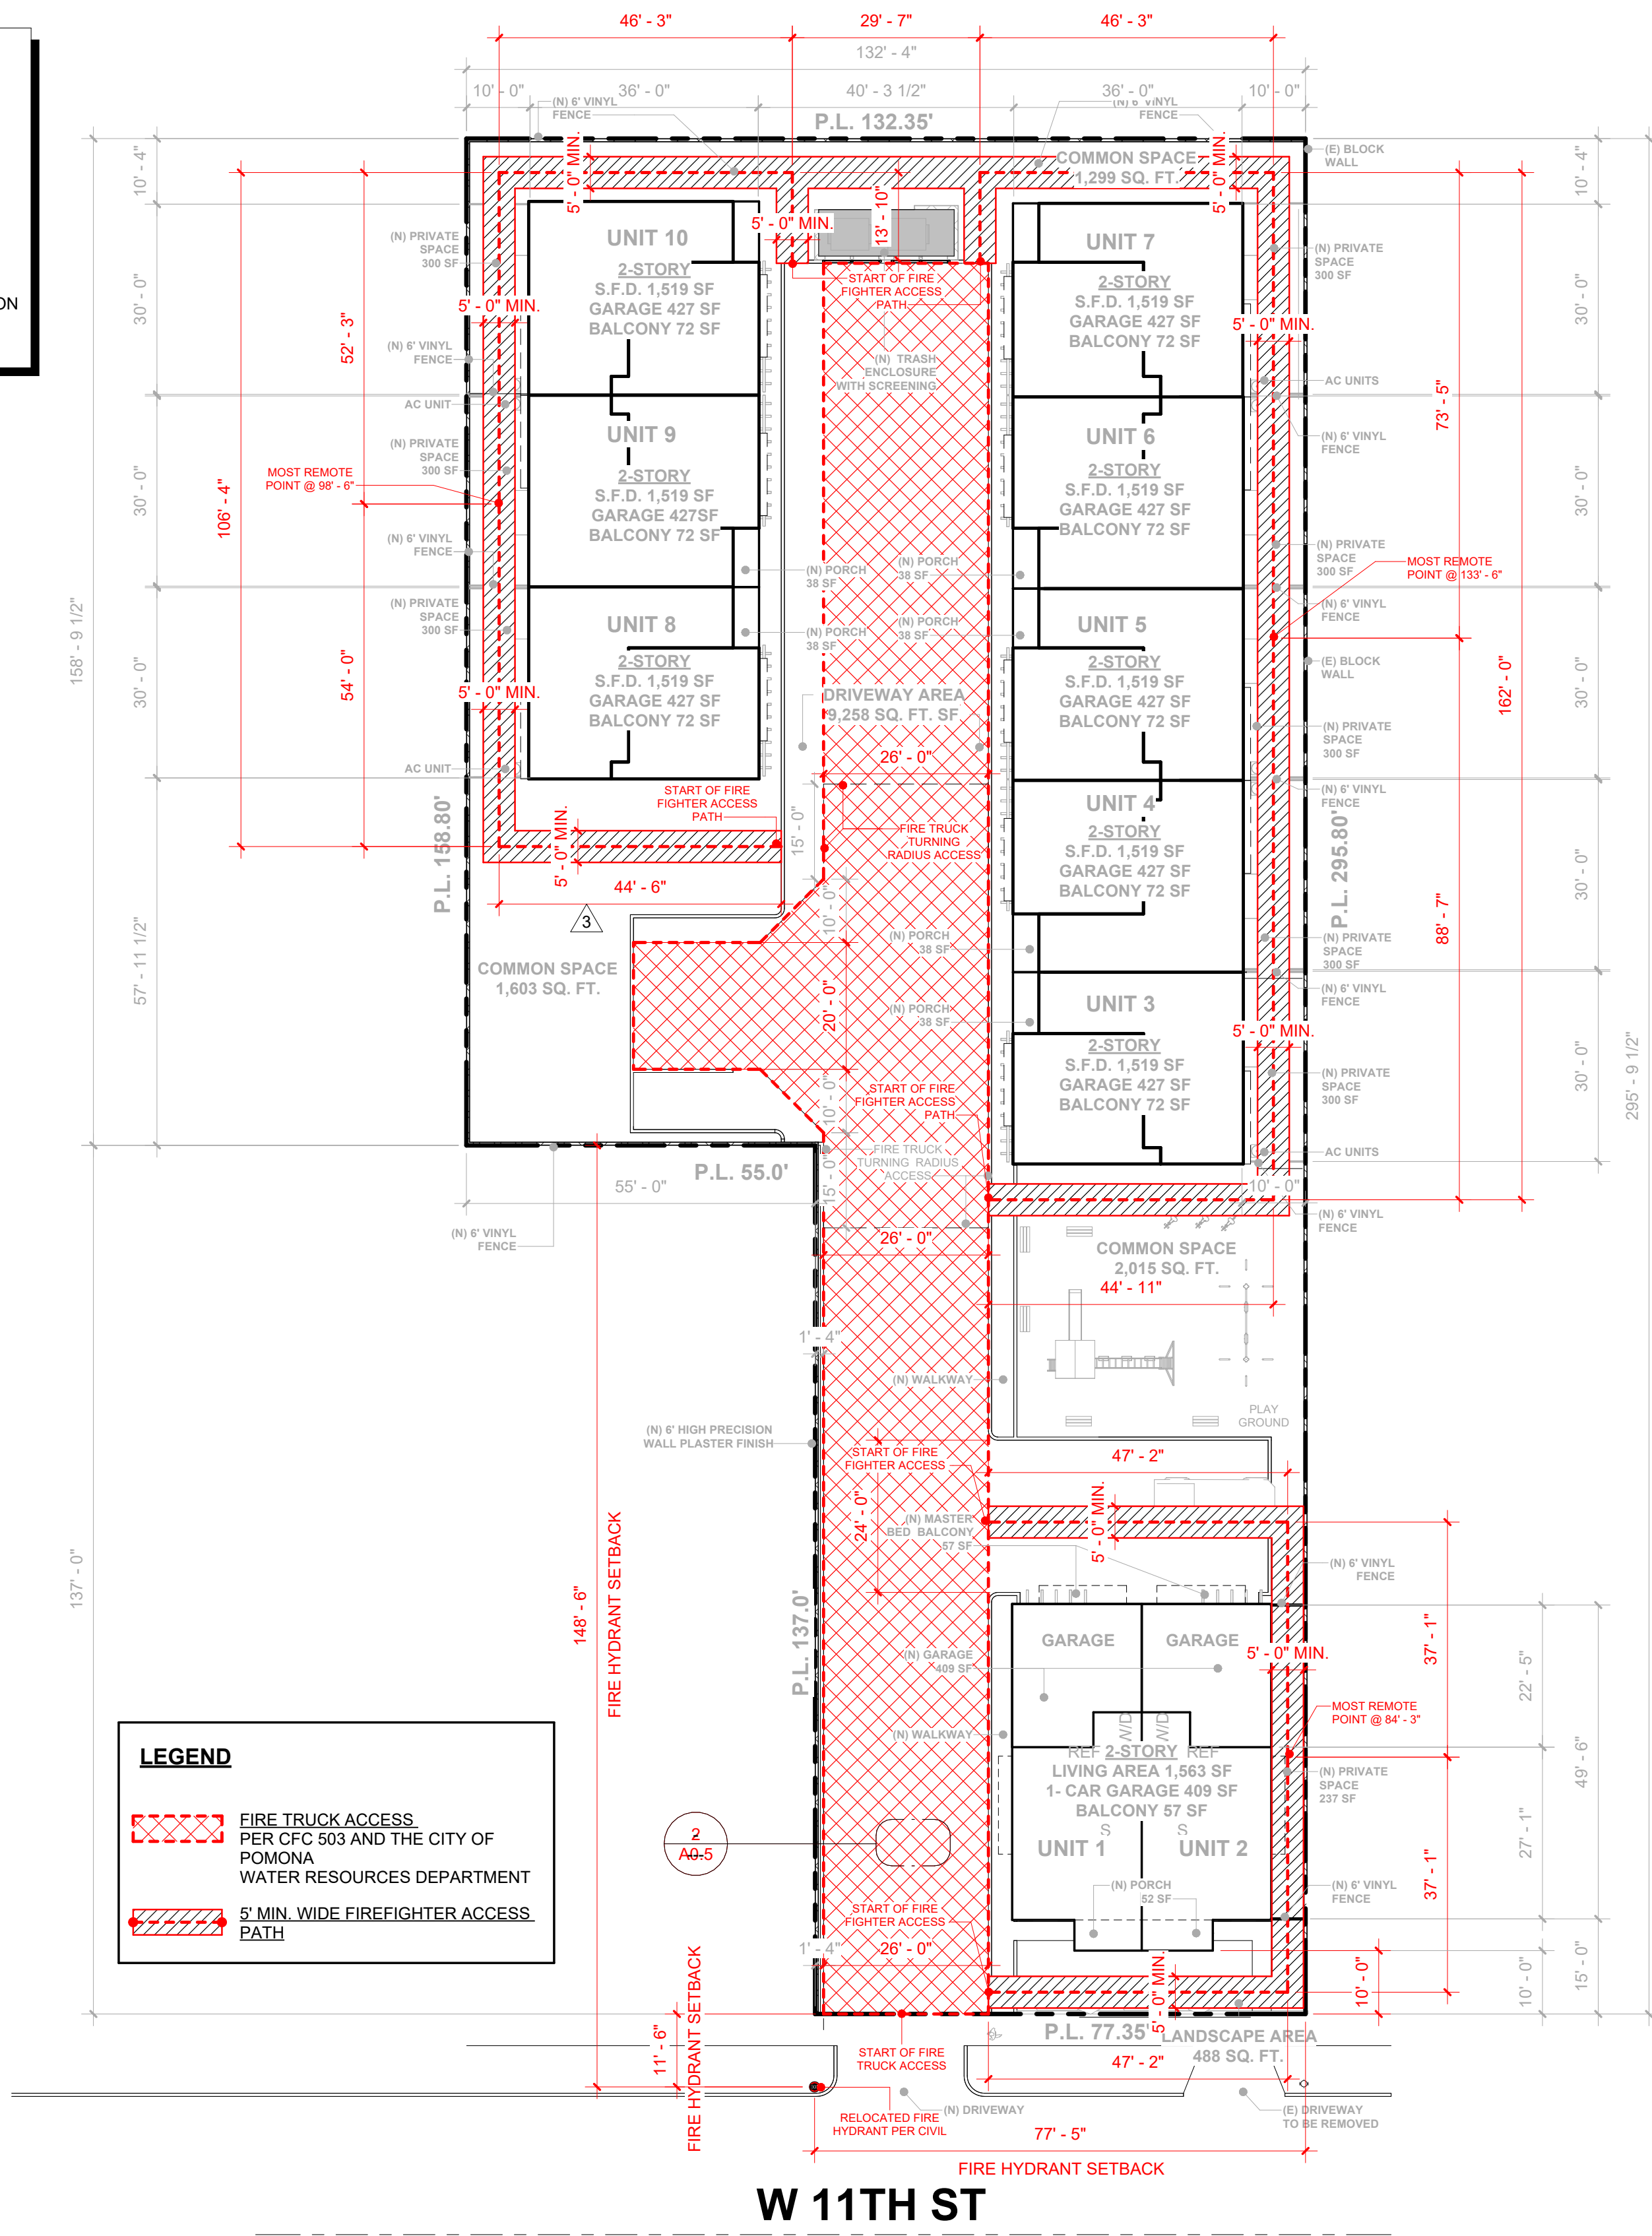 46' - 3"
29' - 7"
46' - 3"
132' - 4"
10' - 0"
36' - 0"
40' - 3 1/2"
36' - 0"
10' - 0"
(N) 6' VINYL
FENCE
(N) 6' VINYL
FENCE
P.L. 132.35'
(E) BLOCK
WALL
COMMON SPACE
1,299 SQ. FT.
5' - 0" MIN.
5' - 0" MIN.
5' - 0" MIN.
13' - 10"
10' - 4"
10' - 4"
ON
UNIT 10
2-STORY
S.F.D. 1,519 SF
GARAGE 427 SF
BALCONY 72 SF
(N) PRIVATE
SPACE
300 SF
5' - 0" MIN.
(N) 6' VINYL
FENCE
AC UNIT
30' - 0"
52' - 3"
START OF FIRE
FIGHTER ACCESS
PATH
(N) TRASH
ENCLOSURE
WITH SCREENING
UNIT 7
2-STORY
S.F.D. 1,519 SF
GARAGE 427 SF
BALCONY 72 SF
(N) PRIVATE
SPACE
300 SF
5' - 0" MIN.
AC UNITS
30' - 0"
73' - 5"
(N) 6' VINYL
FENCE
UNIT 9
2-STORY
S.F.D. 1,519 SF
GARAGE 427SF
BALCONY 72 SF
(N) PRIVATE
SPACE
300 SF
MOST REMOTE
POINT @ 98' - 6"
106' - 4"
30' - 0"
(N) 6' VINYL
FENCE
(N) PORCH
38 SF
(N) PORCH
38 SF
UNIT 6
2-STORY
S.F.D. 1,519 SF
GARAGE 427 SF
BALCONY 72 SF
30' - 0"
(N) PRIVATE
SPACE
300 SF
MOST REMOTE
POINT @ 133' - 6"
(N) 6' VINYL
FENCE
158' - 9 1/2"
(N) PRIVATE
SPACE
300 SF
UNIT 8
2-STORY
S.F.D. 1,519 SF
GARAGE 427 SF
BALCONY 72 SF
(N) PORCH
38 SF
(N) PORCH
38 SF
30' - 0"
54' - 0"
5' - 0" MIN.
AC UNIT
UNIT 5
2-STORY
S.F.D. 1,519 SF
GARAGE 427 SF
BALCONY 72 SF
(E) BLOCK
WALL
30' - 0"
162' - 0"
(N) PRIVATE
SPACE
300 SF
(N) 6' VINYL
FENCE
DRIVEWAY AREA
9,258 SQ. FT. SF
26' - 0"
START OF FIRE
FIGHTER ACCESS
PATH
15' - 0"
FIRE TRUCK
TURNING
RADIUS ACCESS
UNIT 4
2-STORY
S.F.D. 1,519 SF
GARAGE 427 SF
BALCONY 72 SF
P.L. 158.80'
P.L. 295.80'
5' - 0" MIN.
44' - 6"
3
10' - 0"
30' - 0"
88' - 7"
(N) PORCH
38 SF
(N) PRIVATE
SPACE
300 SF
57' - 11 1/2"
COMMON SPACE
1,603 SQ. FT.
20' - 0"
(N) PORCH
38 SF
UNIT 3
2-STORY
S.F.D. 1,519 SF
GARAGE 427 SF
BALCONY 72 SF
(N) 6' VINYL
FENCE
5' - 0" MIN.
(N) PRIVATE
SPACE
300 SF
30' - 0"
295' - 9 1/2"
10' - 0"
START OF FIRE
FIGHTER ACCESS
PATH
FIRE TRUCK
TURNING RADIUS
ACCESS
15' - 0"
AC UNITS
10' - 0"
P.L. 55.0'
55' - 0"
(N) 6' VINYL
FENCE
(N) 6' VINYL
FENCE
26' - 0"
COMMON SPACE
2,015 SQ. FT.
44' - 11"
1' - 4"
(N) WALKWAY
PLAY
GROUND
(N) 6' HIGH PRECISION
WALL PLASTER FINISH
START OF FIRE
FIGHTER ACCESS
47' - 2"
24' - 0"
5' - 0" MIN.
(N) MASTER
BED BALCONY
57 SF
(N) 6' VINYL
FENCE
137' - 0"
148' - 6"
FIRE HYDRANT SETBACK
P.L. 137.0'
GARAGE
GARAGE
5' - 0" MIN.
(N) GARAGE
409 SF
37' - 1"
22' - 5"
MOST REMOTE
POINT @ 84' - 3"
(N) WALKWAY
W/D
W/D
REF
2-STORY
REF
LIVING AREA 1,563 SF
1- CAR GARAGE 409 SF
BALCONY 57 SF
S
S
UNIT 1
UNIT 2
(N) PRIVATE
SPACE
237 SF
49' - 6"
27' - 1"
37' - 1"
LEGEND
FIRE TRUCK ACCESS
PER CFC 503 AND THE CITY OF
POMONA
WATER RESOURCES DEPARTMENT
5' MIN. WIDE FIREFIGHTER ACCESS
PATH
2
A0.5
(N) PORCH
52 SF
(N) 6' VINYL
FENCE
START OF FIRE
FIGHTER ACCESS
1' - 4"
26' - 0"
5' - 0" MIN.
10' - 0"
10' - 0"
15' - 0"
11' - 6"
FIRE HYDRANT SETBACK
START OF FIRE
TRUCK ACCESS
P.L. 77.35'
LANDSCAPE AREA
488 SQ. FT.
47' - 2"
RELOCATED FIRE
HYDRANT PER CIVIL
(N) DRIVEWAY
(E) DRIVEWAY
TO BE REMOVED
77' - 5"
FIRE HYDRANT SETBACK
W 11TH ST